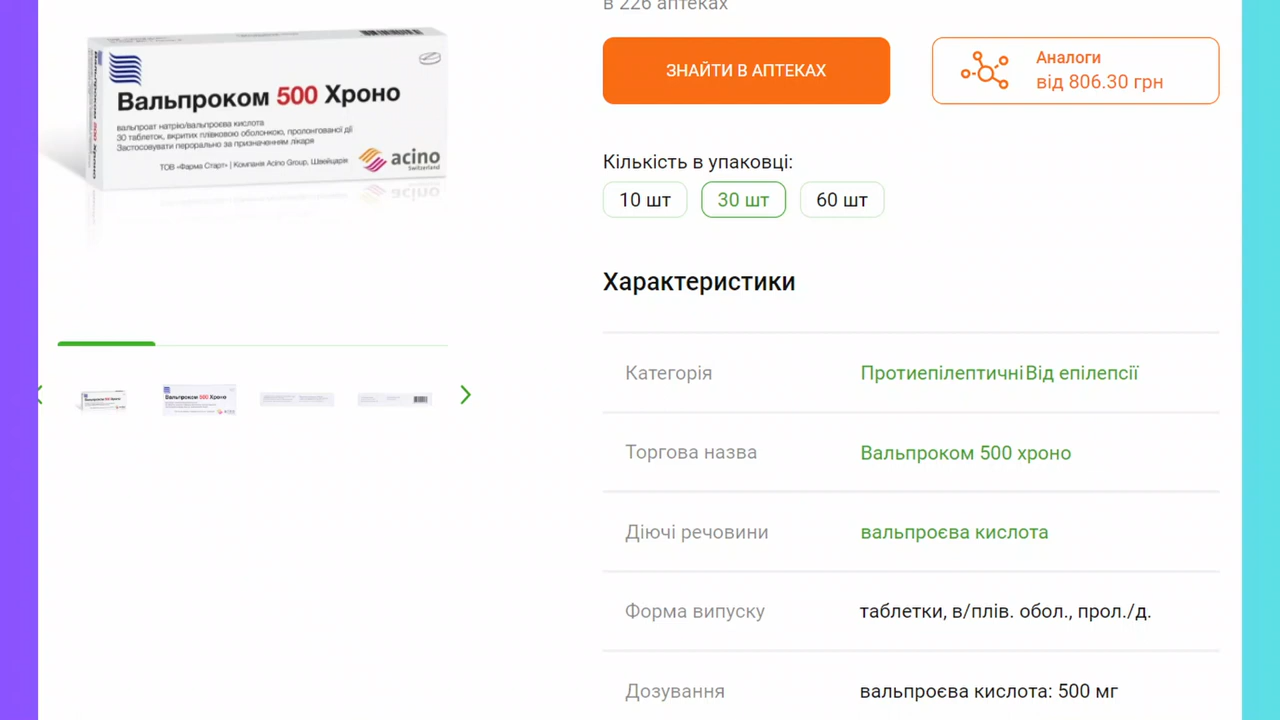 в 226 аптеках
ЗНАЙТИ В АПТЕКАХ
Аналоги
від 806.30 грн
Вальпроком 500 Хроно
вальпроат натрію/вальпроєва кислота
30 таблеток, вкритих плівковою оболонкою, пролонгованої дії
Застосовувати перорально за призначенням лікаря
ТОВ «Фарма Старт» | Компанія Acino Group, Швейцарія
acino
Switzerland
Кількість в упаковці:
10 шт
30 шт
60 шт
Характеристики
Категорія
Протиепілептичні Від епілепсії
Торгова назва
Вальпроком 500 хроно
Діючі речовини
вальпроєва кислота
Форма випуску
таблетки, в/плів. обол., прол./д.
Дозування
вальпроєва кислота: 500 мг
Вальпроком 500 Хроно